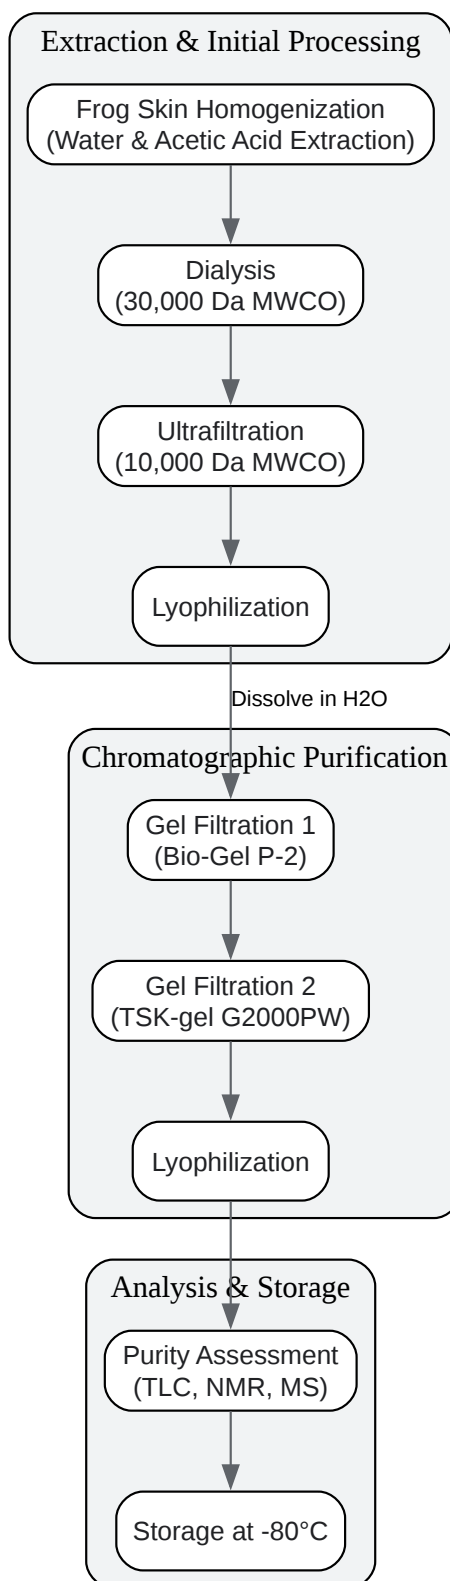 Extraction & Initial Processing
Frog Skin Homogenization
(Water & Acetic Acid Extraction)
Dialysis
(30,000 Da MWCO)
Ultrafiltration
(10,000 Da MWCO)
Lyophilization
Dissolve in H2O
Chromatographic Purification
Gel Filtration 1
(Bio-Gel P-2)
Gel Filtration 2
(TSK-gel G2000PW)
Lyophilization
Analysis & Storage
Purity Assessment
(TLC, NMR, MS)
Storage at -80°C